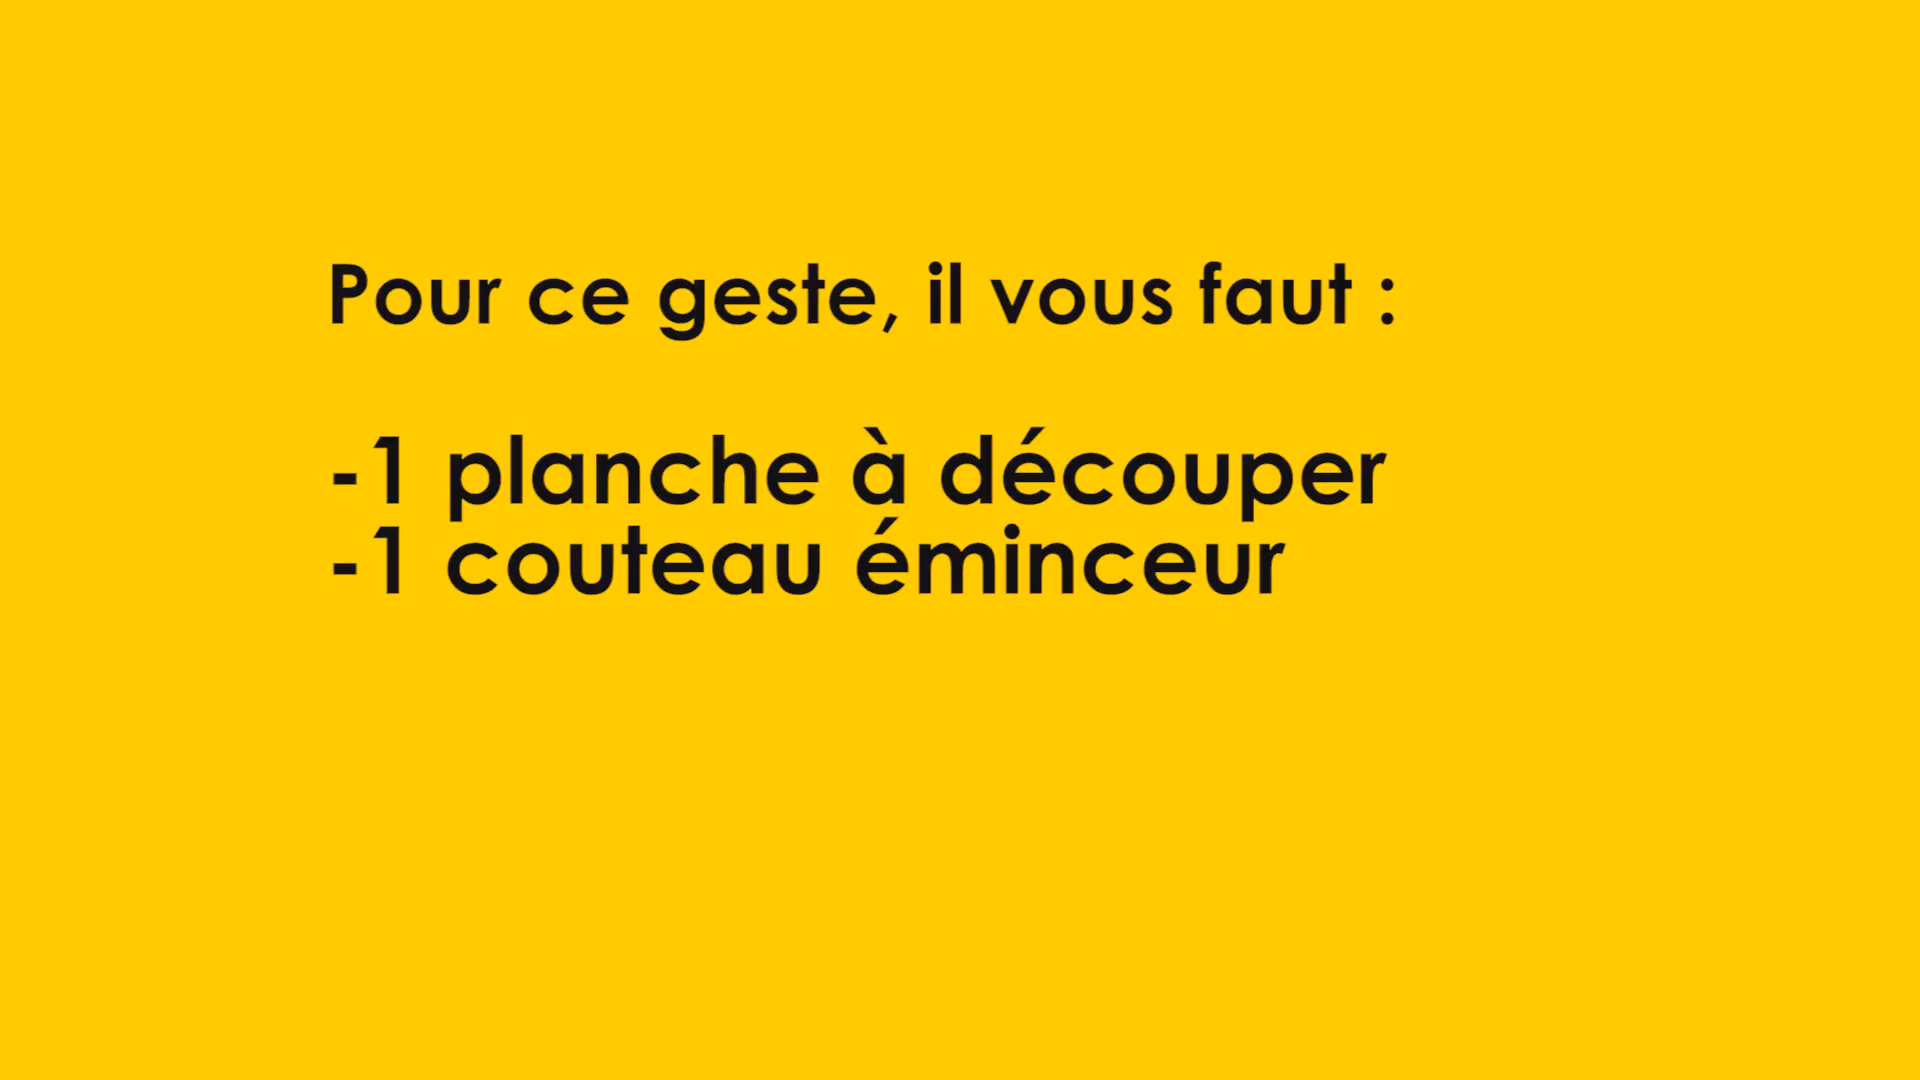 Pour ce geste, il vous faut :
-1 planche à découper
-1 couteau éminceur